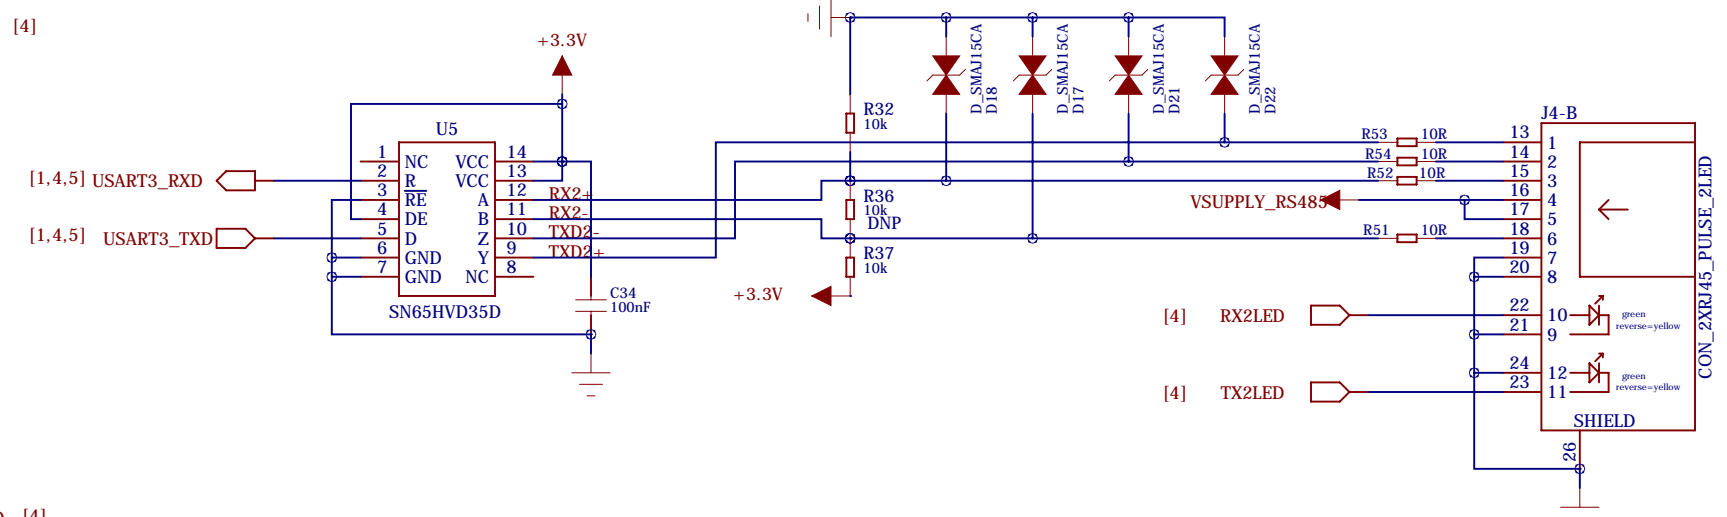 [4]
+3.3V
U5
1 NC VCC 14
2 R VCC 13
3 RE A 12
4 DE B 11
5 D Z 10
6 GND Y 9
7 GND NC 8
SN65HVD35D
[1,4,5] USART3_RXD
[1,4,5] USART3_TXD
RX2+
RX2-
TXD2-
TXD2+
C34
100nF
R32
10k
R36
10k
DNP
R37
10k
+3.3V
D_SMAJ15CA
D18
D_SMAJ15CA
D17
D_SMAJ15CA
D21
D_SMAJ15CA
D22
R53 10R
R54 10R
R52 10R
VSUPPLY_RS485
R51 10R
J4-B
13 1
14 2
15 3
16 4
17 5
18 6
19 7
20 8
22 10
21 9
24 12
23 11
green
reverse=yellow
green
reverse=yellow
SHIELD
26
CON_2XRJ45_PULSE_2LED
[4] RX2LED
[4] TX2LED
[4]